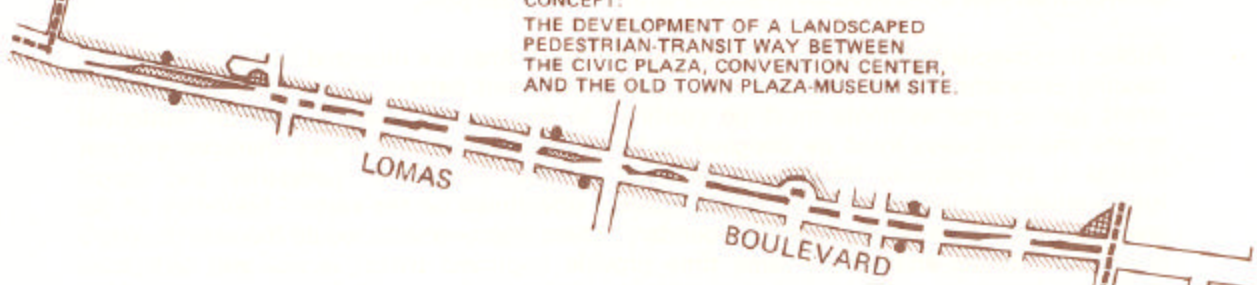 CONCEPT:
THE DEVELOPMENT OF A LANDSCAPED
PEDESTRIAN-TRANSIT WAY BETWEEN
THE CIVIC PLAZA, CONVENTION CENTER,
AND THE OLD TOWN PLAZA-MUSEUM SITE.
LOMAS
BOULEVARD